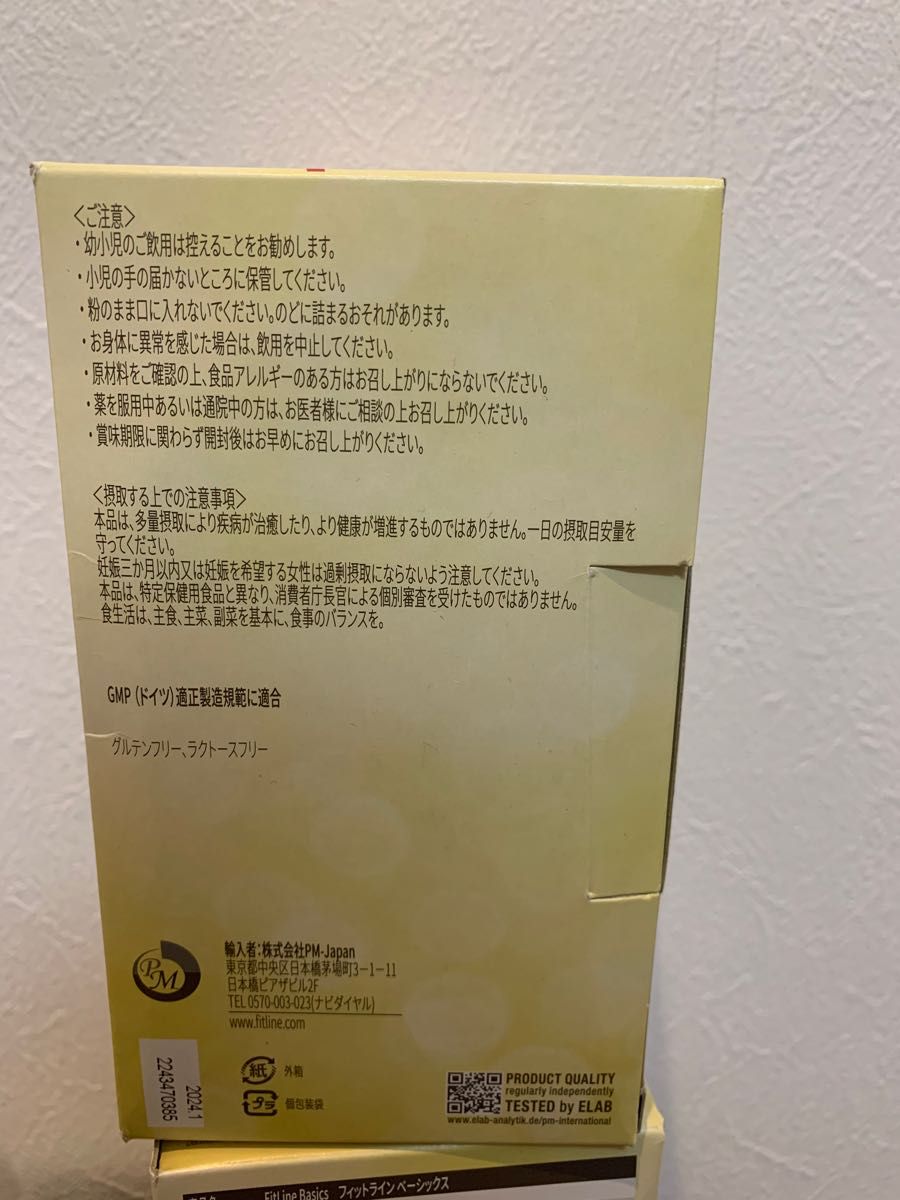 〈ご注意〉
・幼小児のご飲用は控えることをお勧めします。
・小児の手の届かないところに保管してください。
・粉のまま口に入れないでください。のどに詰まるおそれがあります。
・お身体に異常を感じた場合は、飲用を中止してください。
・原材料をご確認の上、食品アレルギーのある方はお召し上がりにならないでください。
・薬を服用中あるいは通院中の方は、お医者様にご相談の上お召し上がりください。
・賞味期限に関わらず開封後はお早めにお召し上がりください。
〈摂取する上での注意事項〉
本品は、多量摂取により疾病が治癒したり、より健康が増進するものではありません。一日の摂取目安量を
守ってください。
妊娠三か月以内又は妊娠を希望する女性は過剰摂取にならないよう注意してください。
本品は、特定保健用食品と異なり、消費者庁長官による個別審査を受けたものではありません。
食生活は、主食、主菜、副菜を基本に、食事のバランスを。
GMP（ドイツ）適正製造規範に適合
グルテンフリー、ラクトースフリー
PM
輸入者：株式会社PM-Japan
東京都中央区日本橋茅場町3-1-11
日本橋ピアザビル2F
TEL 0570-003-023(ナビダイヤル)
www.fitline.com
紙 外箱
プラ 個包装袋
2024.1
2243470385
PRODUCT QUALITY
regularly independently
TESTED by ELAB
www.elab-analytik.de/pm-international
FitLine Basics フィットライン ベーシックス